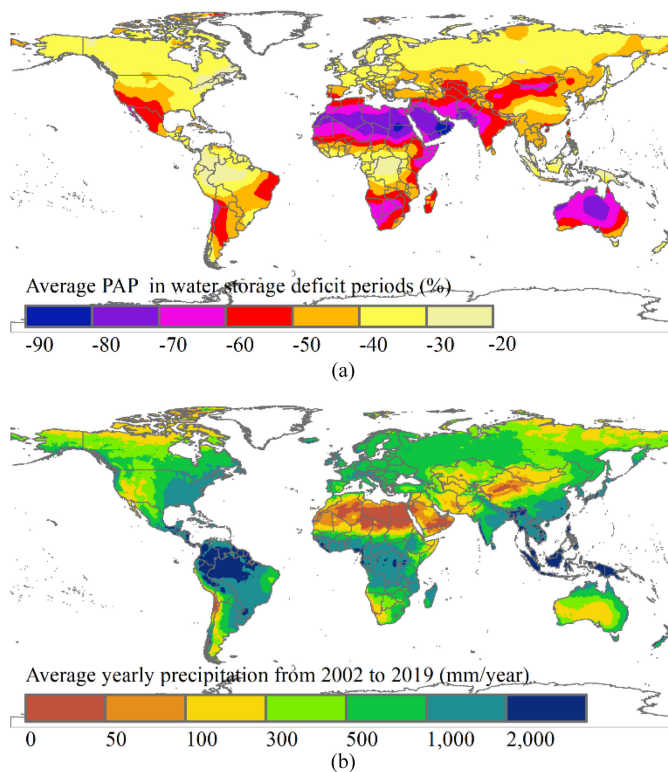 Average PAP in water storage deficit periods (%)
-90 -80 -70 -60 -50 -40 -30 -20
(a)
Average yearly precipitation from 2002 to 2019 (mm/year)
0 50 100 300 500 1,000 2,000
(b)